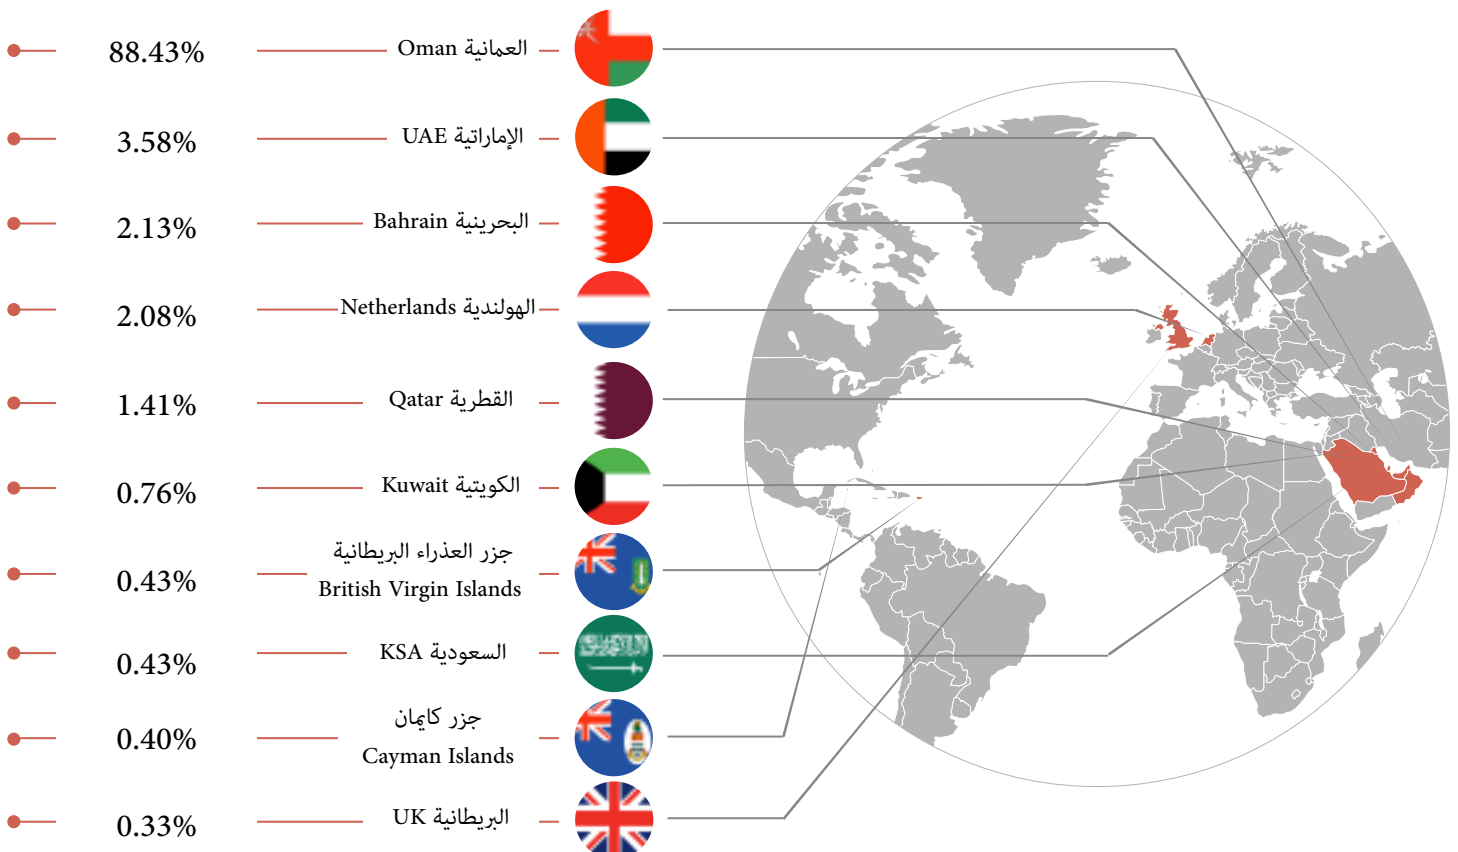 88.43% Oman العمانية
3.58% UAE الإماراتية
2.13% Bahrain البحرينية
2.08% Netherlands الهولندية
1.41% Qatar القطرية
0.76% Kuwait الكويتية
جزر العذراء البريطانية
0.43% British Virgin Islands
0.43% KSA السعودية
جزر كايمان
0.40% Cayman Islands
0.33% UK البريطانية